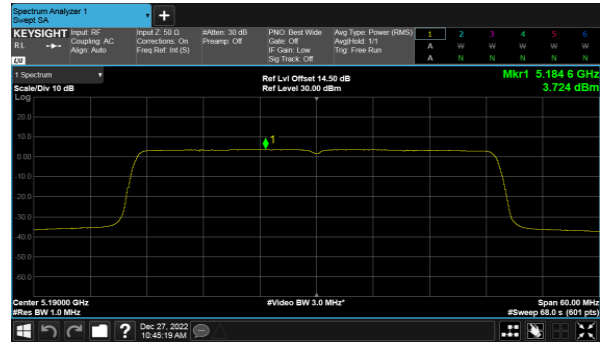 Spectrum Analyzer 1
Swept SA
+
KEYSIGHT
RL
LXI
Input: RF
Coupling: AC
Align: Auto
Input Z: 50 Ω
Corrections: On
Freq Ref: Int (S)
#Atten: 30 dB
Preamp: Off
PNO: Best Wide
Gate: Off
IF Gain: Low
Sig Track: Off
Avg Type: Power (RMS)
Avg|Hold: 1/1
Trig: Free Run
1 2 3 4 5 6
A W W W W W
A N N N N N
1 Spectrum
Scale/Div 10 dB
Ref Lvl Offset 14.50 dB
Ref Level 30.00 dBm
Mkr1 5.184 6 GHz
3.724 dBm
Log
20.0
10.0
0.00
-10.0
-20.0
-30.0
-40.0
-50.0
-60.0
1
Center 5.19000 GHz
#Res BW 1.0 MHz
#Video BW 3.0 MHz*
Span 60.00 MHz
#Sweep 68.0 s (601 pts)
?
Dec 27, 2022
10:45:19 AM